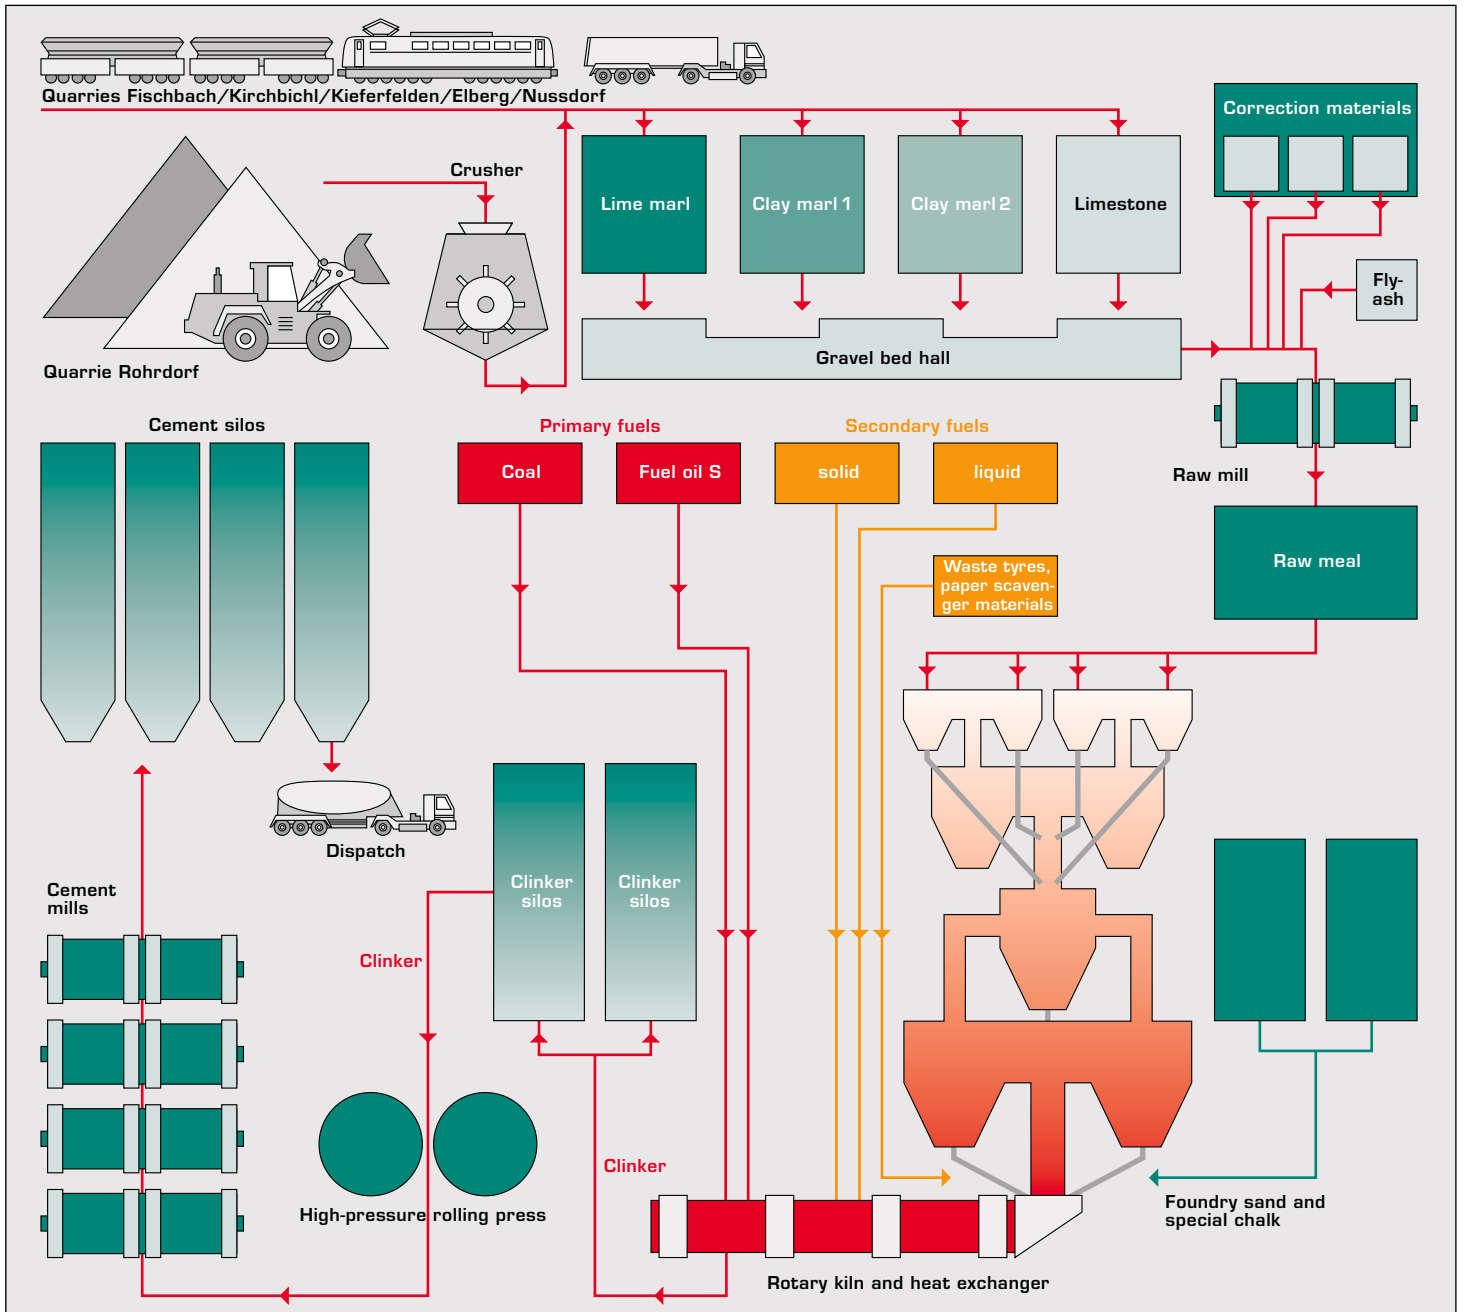 Quarries Fischbach/Kirchbichl/Kieferfelden/Elberg/Nussdorf
Correction materials
Crusher
Lime marl
Clay marl 1
Clay marl 2
Limestone
Fly-
ash
Gravel bed hall
Quarrie Rohrdorf
Cement silos
Primary fuels
Secondary fuels
Coal
Fuel oil S
solid
liquid
Raw mill
Waste tyres,
paper scaven-
ger materials
Raw meal
Dispatch
Cement
mills
Clinker
silos
Clinker
silos
Clinker
Clinker
High-pressure rolling press
Foundry sand and
special chalk
Rotary kiln and heat exchanger